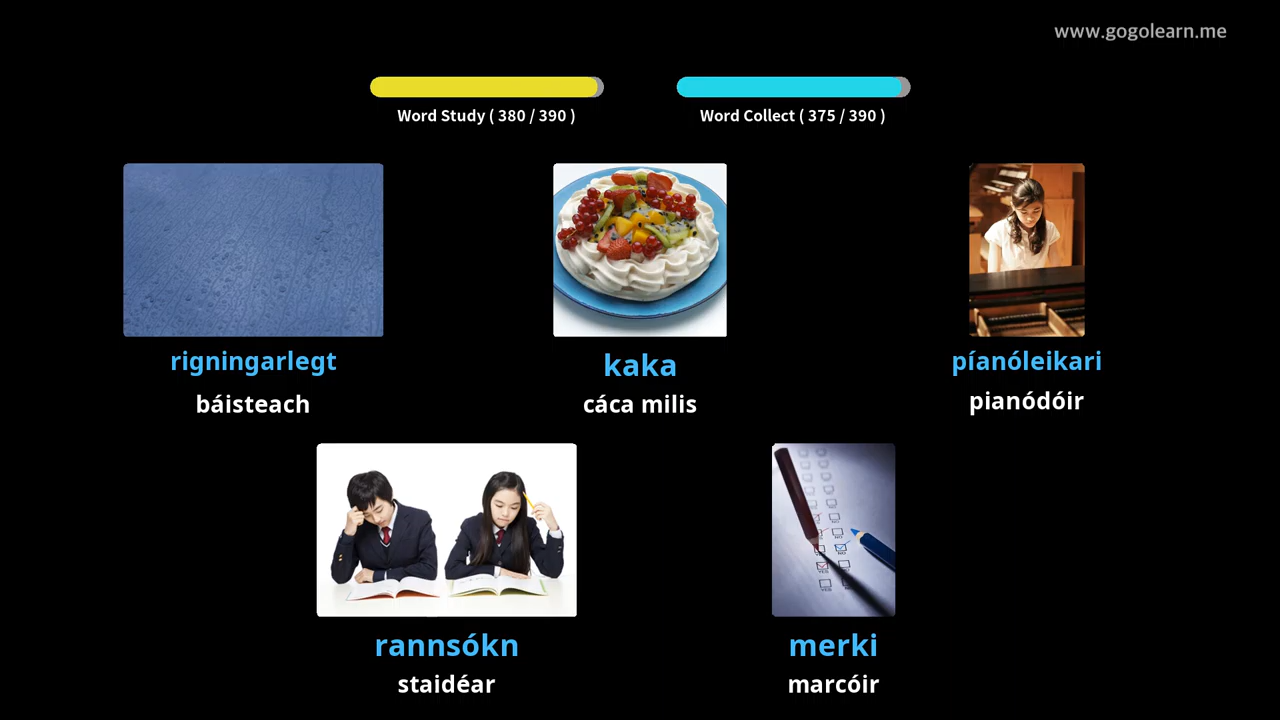 www.gogolearn.me
Word Study ( 380 / 390 )
Word Collect ( 375 / 390 )
rigningarlegt
báisteach
kaka
cáca milis
píanóleikari
pianódóir
rannsókn
staidéar
merki
marcóir